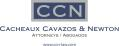 CCN
CACHEAUX CAVAZOS & NEWTON
ATTORNEYS / ABOGADOS